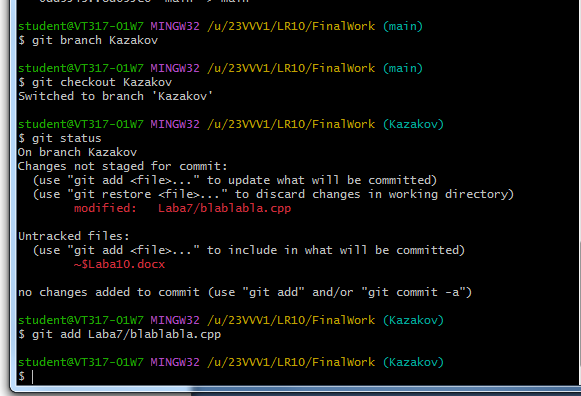 student@VT317-O1W7 MINGW32 /u/23VVV1/LR10/FinalWork (main)
$ git branch Kazakov
student@VT317-O1W7 MINGW32 /u/23VVV1/LR10/FinalWork (main)
$ git checkout Kazakov
Switched to branch 'Kazakov'
student@VT317-O1W7 MINGW32 /u/23VVV1/LR10/FinalWork (Kazakov)
$ git status
On branch Kazakov
Changes not staged for commit:
(use "git add <file>..." to update what will be committed)
(use "git restore <file>..." to discard changes in working directory)
modified:   Laba7/blablabla.cpp
Untracked files:
(use "git add <file>..." to include in what will be committed)
~$Laba10.docx
no changes added to commit (use "git add" and/or "git commit -a")
student@VT317-O1W7 MINGW32 /u/23VVV1/LR10/FinalWork (Kazakov)
$ git add Laba7/blablabla.cpp
student@VT317-O1W7 MINGW32 /u/23VVV1/LR10/FinalWork (Kazakov)
$